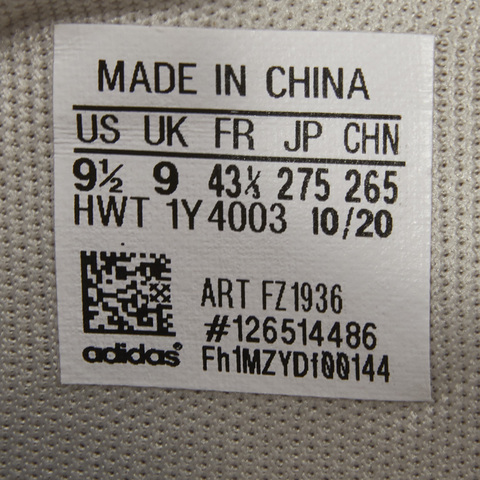 MADE IN CHINA
US UK FR JP CHN
9½ 9 43⅓ 275 265
HWT 1Y4003 10/20
ART FZ1936
#126514486
adidas
Fh1MZYDf00144